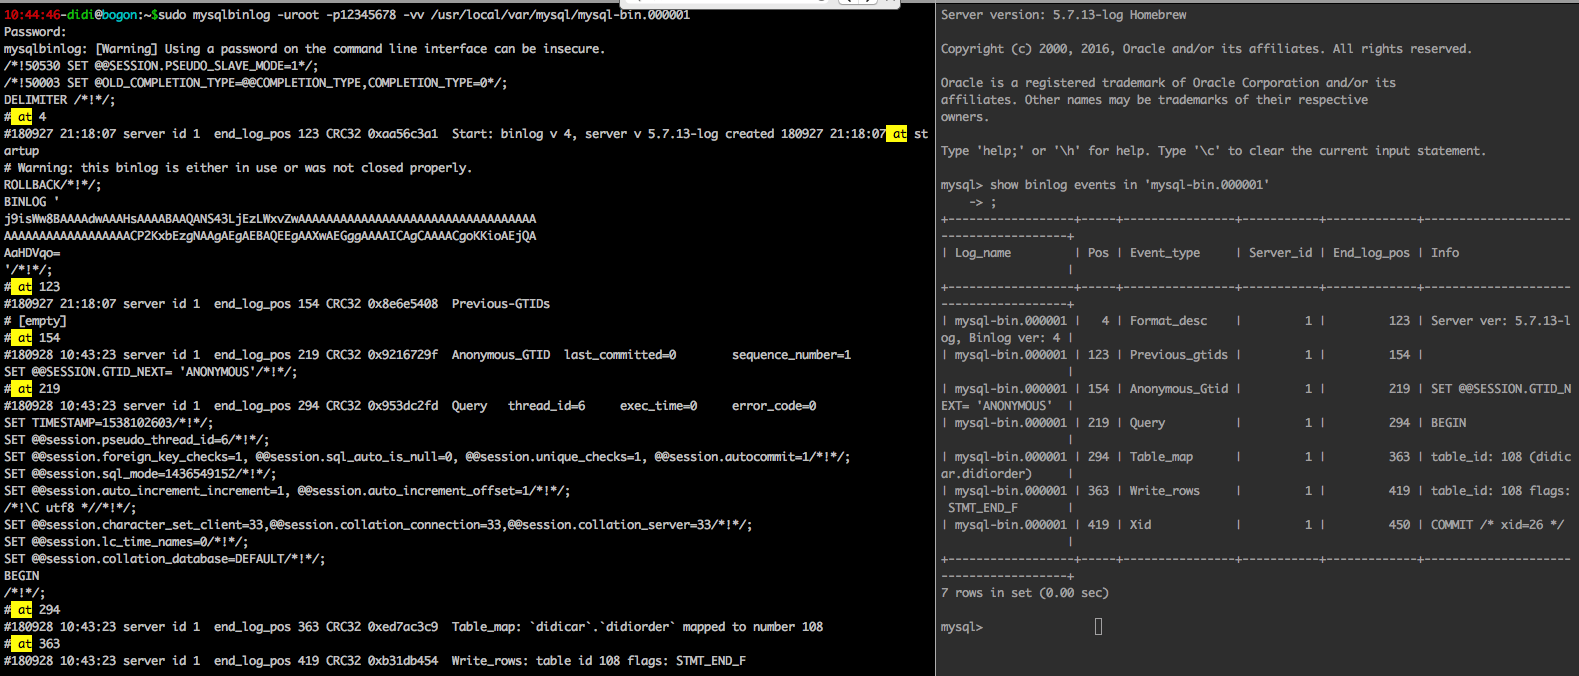 10:44:46-didi@bogon:~$sudo mysqlbinlog -uroot -p12345678 -vv /usr/local/var/mysql/mysql-bin.000001
Password:
mysqlbinlog: [Warning] Using a password on the command line interface can be insecure.
/*!50530 SET @@SESSION.PSEUDO_SLAVE_MODE=1*/;
/*!50003 SET @OLD_COMPLETION_TYPE=@@COMPLETION_TYPE,COMPLETION_TYPE=0*/;
DELIMITER /*!*/;
# at 4
#180927 21:18:07 server id 1  end_log_pos 123 CRC32 0xaa56c3a1  Start: binlog v 4, server v 5.7.13-log created 180927 21:18:07 at st
artup
# Warning: this binlog is either in use or was not closed properly.
ROLLBACK/*!*/;
BINLOG '
j9isWw8BAAAAdwAAAHsAAAABAAQANS43LjEzLWxvZwAAAAAAAAAAAAAAAAAAAAAAAAAAAAAAAAAA
AAAAAAAAAAAAAAAAAACP2KxbEzgNAAgAEgAEBAQEEgAAXwAEGggAAAAICAgCAAAACgoKKioAEjQA
AaHDVqo=
'/*!*/;
# at 123
#180927 21:18:07 server id 1  end_log_pos 154 CRC32 0x8e6e5408  Previous-GTIDs
# [empty]
# at 154
#180928 10:43:23 server id 1  end_log_pos 219 CRC32 0x9216729f  Anonymous_GTID  last_committed=0        sequence_number=1
SET @@SESSION.GTID_NEXT= 'ANONYMOUS'/*!*/;
# at 219
#180928 10:43:23 server id 1  end_log_pos 294 CRC32 0x953dc2fd  Query   thread_id=6     exec_time=0     error_code=0
SET TIMESTAMP=1538102603/*!*/;
SET @@session.pseudo_thread_id=6/*!*/;
SET @@session.foreign_key_checks=1, @@session.sql_auto_is_null=0, @@session.unique_checks=1, @@session.autocommit=1/*!*/;
SET @@session.sql_mode=1436549152/*!*/;
SET @@session.auto_increment_increment=1, @@session.auto_increment_offset=1/*!*/;
/*!\C utf8 *//*!*/;
SET @@session.character_set_client=33,@@session.collation_connection=33,@@session.collation_server=33/*!*/;
SET @@session.lc_time_names=0/*!*/;
SET @@session.collation_database=DEFAULT/*!*/;
BEGIN
/*!*/;
# at 294
#180928 10:43:23 server id 1  end_log_pos 363 CRC32 0xed7ac3c9  Table_map: `didicar`.`didiorder` mapped to number 108
# at 363
#180928 10:43:23 server id 1  end_log_pos 419 CRC32 0xb31db454  Write_rows: table id 108 flags: STMT_END_F
Server version: 5.7.13-log Homebrew
Copyright (c) 2000, 2016, Oracle and/or its affiliates. All rights reserved.
Oracle is a registered trademark of Oracle Corporation and/or its
affiliates. Other names may be trademarks of their respective
owners.
Type 'help;' or '\h' for help. Type '\c' to clear the current input statement.
mysql> show binlog events in 'mysql-bin.000001'
    -> ;
+------------------+-----+----------------+-----------+-------------+---------------------
------------------+
| Log_name         | Pos | Event_type     | Server_id | End_log_pos | Info
                  |
+------------------+-----+----------------+-----------+-------------+---------------------
------------------+
| mysql-bin.000001 |   4 | Format_desc    |         1 |         123 | Server ver: 5.7.13-l
og, Binlog ver: 4 |
| mysql-bin.000001 | 123 | Previous_gtids |         1 |         154 |
                  |
| mysql-bin.000001 | 154 | Anonymous_Gtid |         1 |         219 | SET @@SESSION.GTID_N
EXT= 'ANONYMOUS'  |
| mysql-bin.000001 | 219 | Query          |         1 |         294 | BEGIN
                  |
| mysql-bin.000001 | 294 | Table_map      |         1 |         363 | table_id: 108 (didic
ar.didiorder)     |
| mysql-bin.000001 | 363 | Write_rows     |         1 |         419 | table_id: 108 flags:
 STMT_END_F       |
| mysql-bin.000001 | 419 | Xid            |         1 |         450 | COMMIT /* xid=26 */
                  |
+------------------+-----+----------------+-----------+-------------+---------------------
------------------+
7 rows in set (0.00 sec)
mysql>